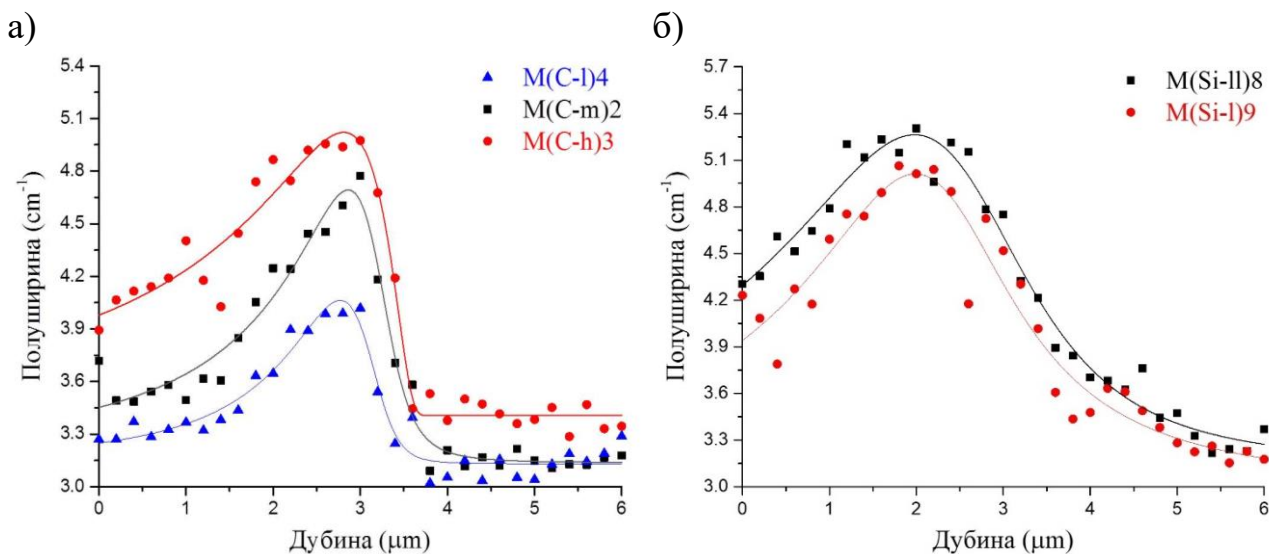 а)
5.4
5.1
4.8
4.5
4.2
3.9
3.6
3.3
3.0
Полуширина (cm⁻¹)
M(C-l)4
M(C-m)2
M(C-h)3
0 1 2 3 4 5 6
Дубина (μm)
б)
5.7
5.4
5.1
4.8
4.5
4.2
3.9
3.6
3.3
3.0
Полуширина (cm⁻¹)
M(Si-ll)8
M(Si-l)9
0 1 2 3 4 5 6
Дубина (μm)